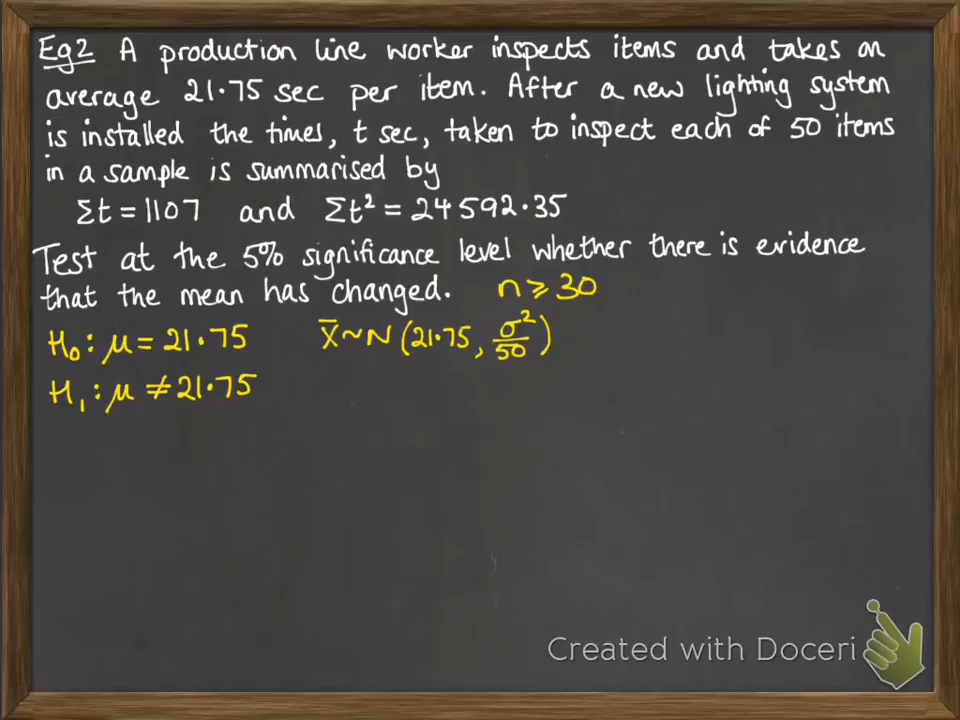 Eg2 A production line worker inspects items and takes an
average 21.75 sec per item. After a new lighting system
is installed the times, t sec, taken to inspect each of 50 items
in a sample is summarised by
Σt = 1107 and Σt² = 24592.35
Test at the 5% significance level whether there is evidence
that the mean has changed. n ≥ 30
H₀ : μ = 21.75 X̄ ~ N (21.75, σ²/50)
H₁ : μ ≠ 21.75
Created with Doceri